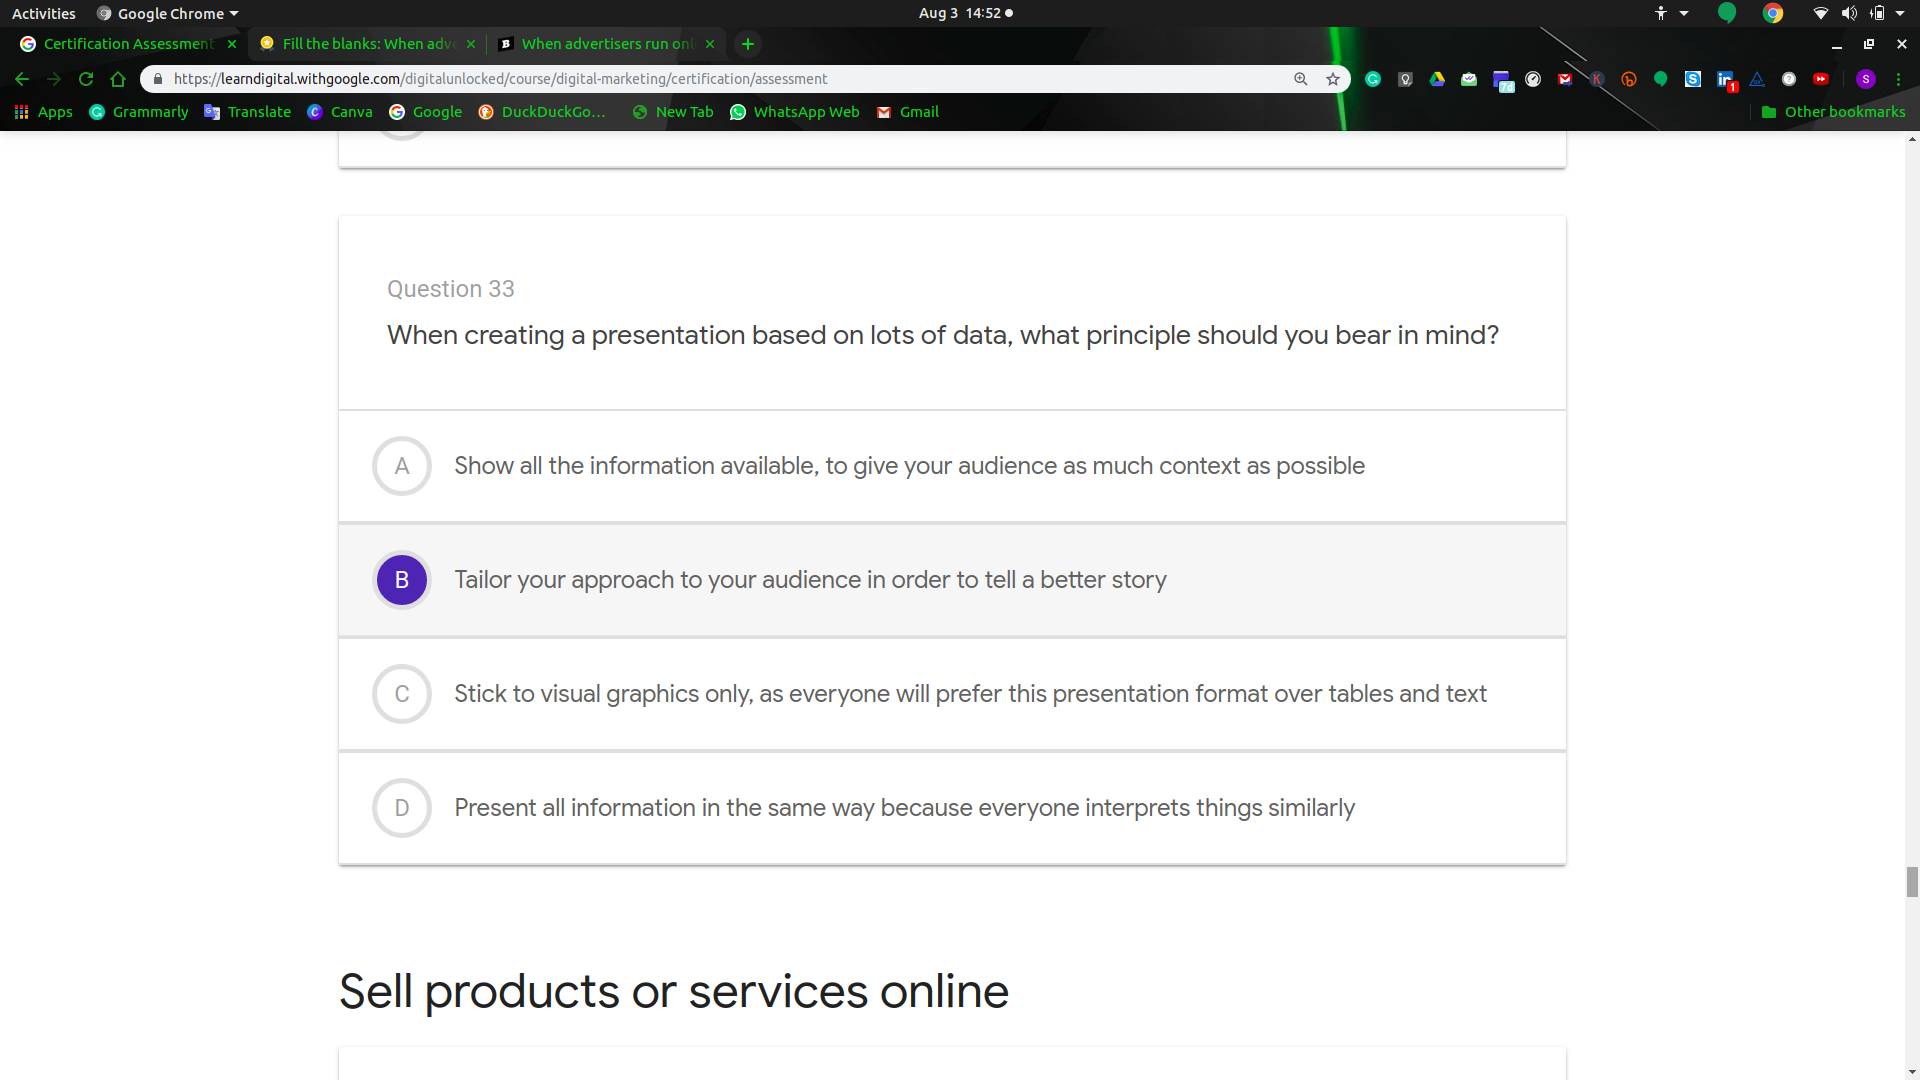 Activities Google Chrome Aug 3 14:52
Certification Assessment Fill the blanks: When adve When advertisers run onl
https://learndigital.withgoogle.com/digitalunlocked/course/digital-marketing/certification/assessment
7d 1 S
Apps Grammarly Translate Canva Google DuckDuckGo... New Tab WhatsApp Web Gmail Other bookmarks
Question 33
When creating a presentation based on lots of data, what principle should you bear in mind?
A Show all the information available, to give your audience as much context as possible
B Tailor your approach to your audience in order to tell a better story
C Stick to visual graphics only, as everyone will prefer this presentation format over tables and text
D Present all information in the same way because everyone interprets things similarly
Sell products or services online